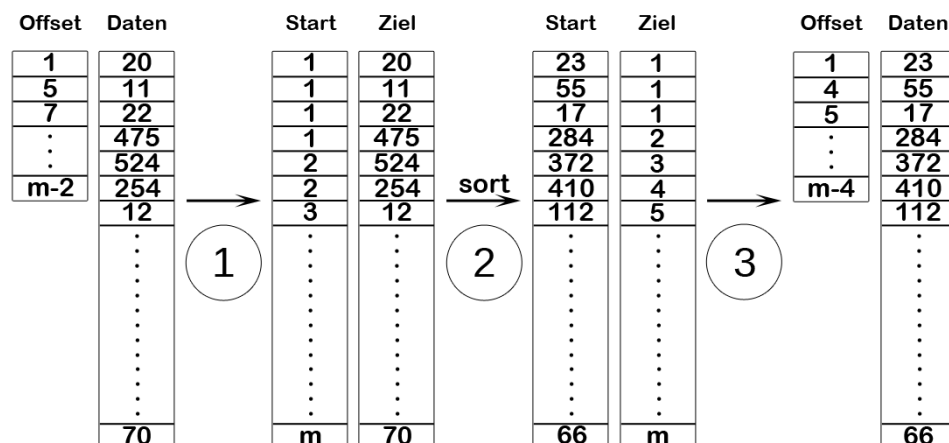 Offset Daten Start Ziel Start Ziel Offset Daten
1 20 1 20 23 1 1 23
5 11 1 11 55 1 4 55
7 22 1 22 17 1 5 17
475 1 475 284 2 284
524 2 524 372 3 372
m-2 254 2 254 sort 410 4 m-4 410
12 3 12 112 5 112
1 2 3
70 m 70 66 m 66